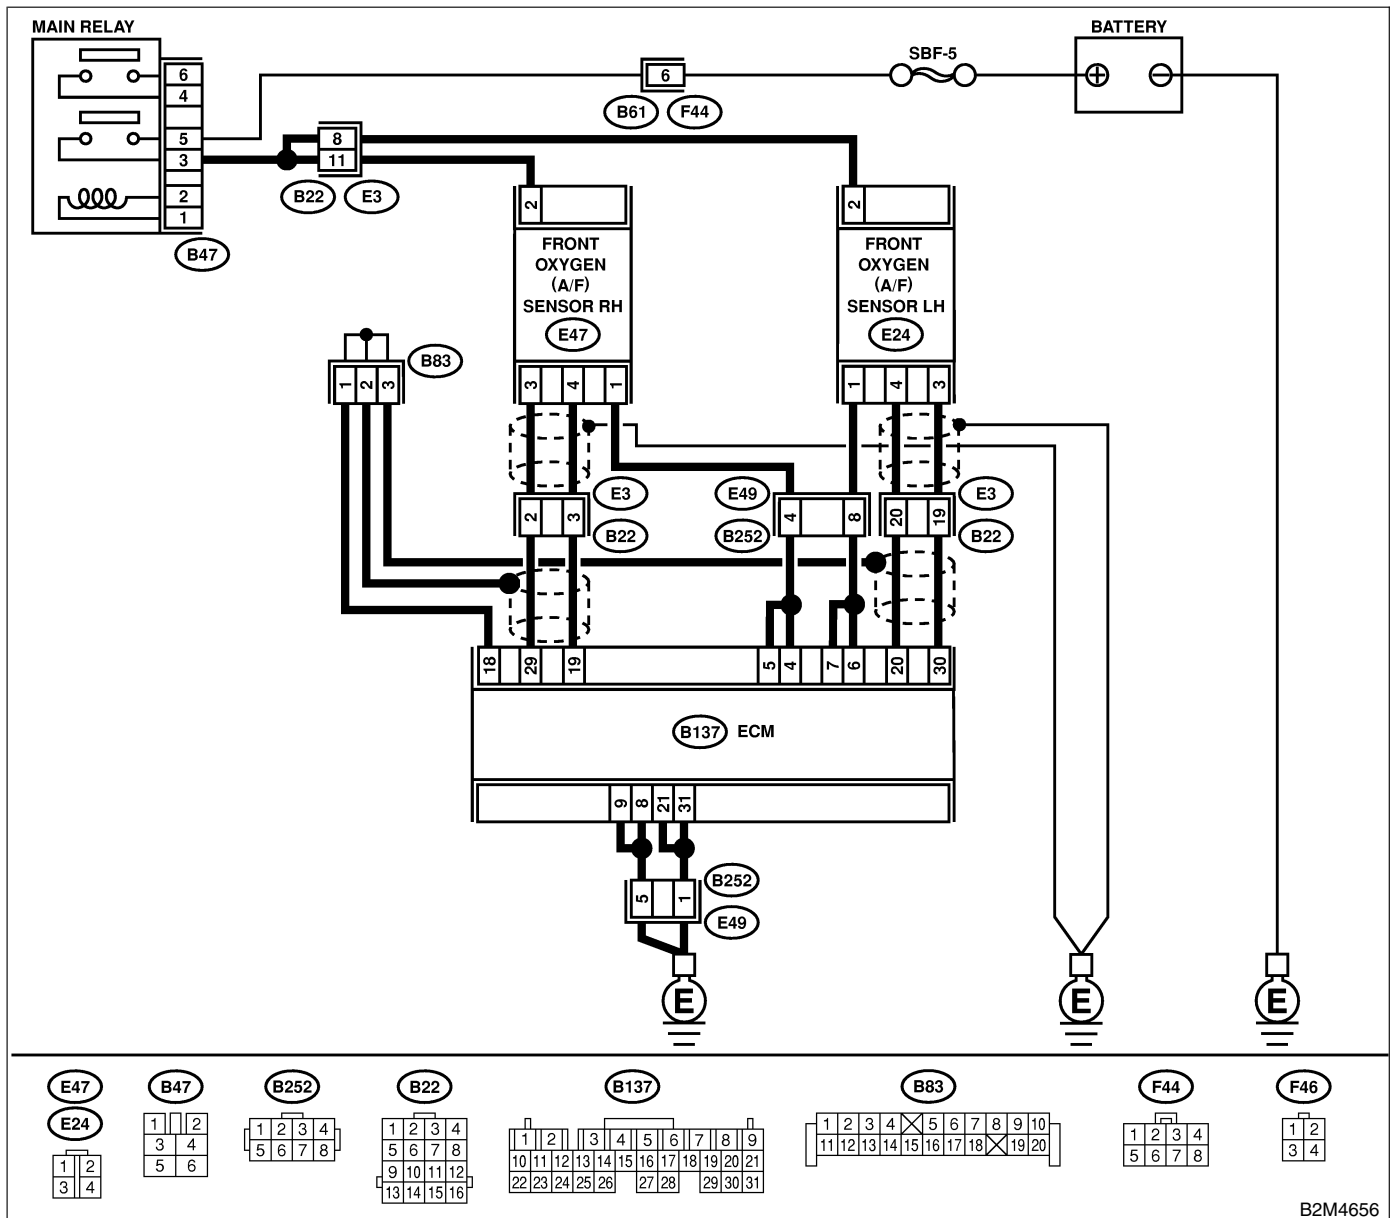 MAIN RELAY
BATTERY
SBF-5
6
4
5
3
2
1
6
B61 F44
8
11
B22 E3
B47
2
2
FRONT
OXYGEN
(A/F)
SENSOR RH
E47
FRONT
OXYGEN
(A/F)
SENSOR LH
E24
B83
1 2 3
3 4 1
1 4 3
E3
B22
E49
B252
E3
B22
2 3
4 8
20 19
18 29 19 5 4 7 6 20 30
B137 ECM
9 8 21 31
B252
E49
5 1
E E E
E47
E24
1 2
3 4
B47
1 2
3 4
5 6
B252
1 2 3 4
5 6 7 8
B22
1 2 3 4
5 6 7 8
9 10 11 12
13 14 15 16
B137
1 2 3 4 5 6 7 8 9
10 11 12 13 14 15 16 17 18 19 20 21
22 23 24 25 26 27 28 29 30 31
B83
1 2 3 4 5 6 7 8 9 10
11 12 13 14 15 16 17 18 19 20
F44
1 2 3 4
5 6 7 8
F46
1 2
3 4
B2M4656